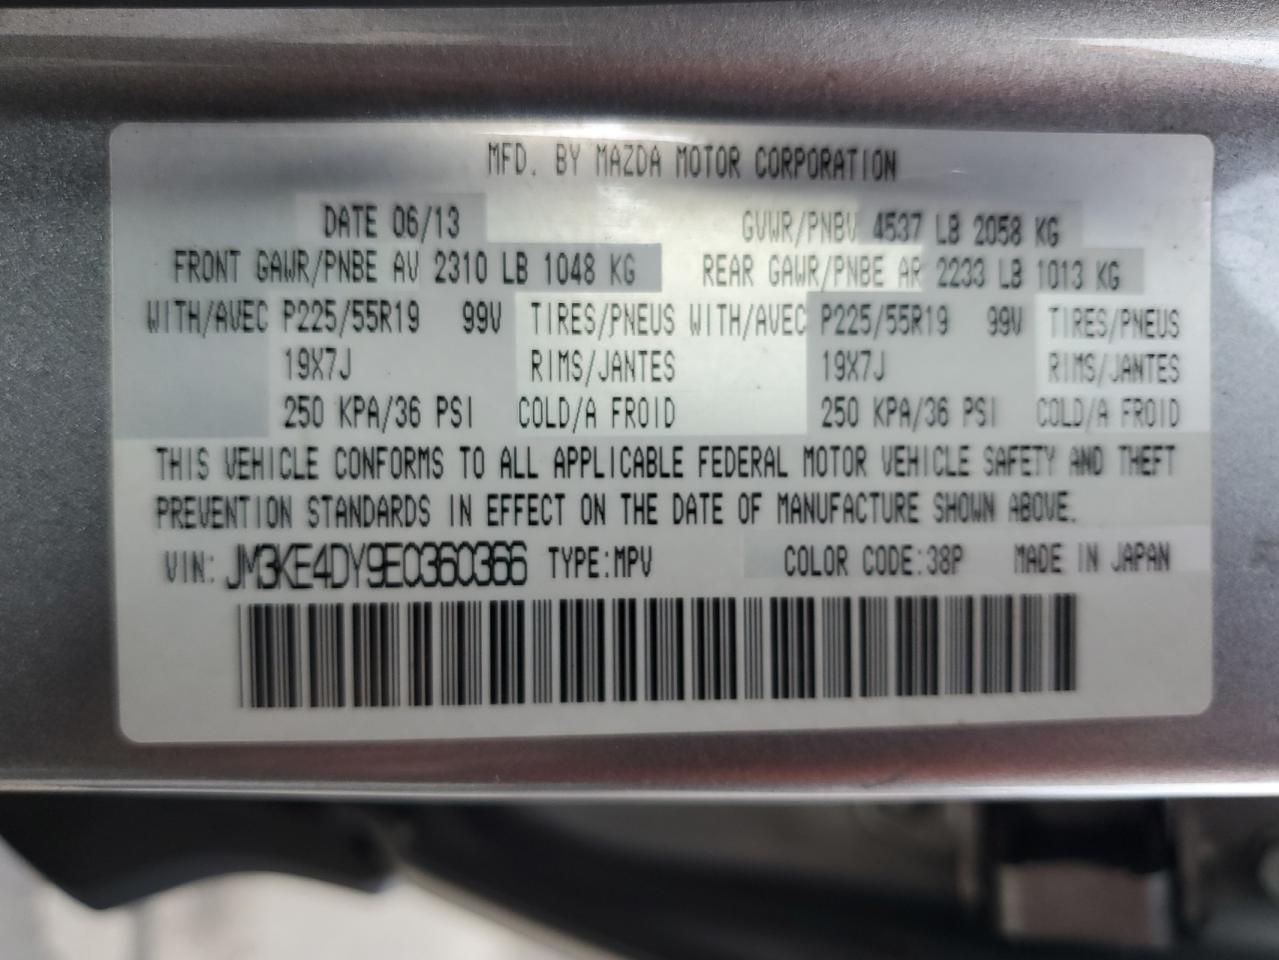 MFD. BY MAZDA MOTOR CORPORATION
DATE 06/13 GVWR/PNBV 4537 LB 2058 KG
FRONT GAWR/PNBE AV 2310 LB 1048 KG REAR GAWR/PNBE AR 2233 LB 1013 KG
WITH/AVEC P225/55R19 99V TIRES/PNEUS WITH/AVEC P225/55R19 99V TIRES/PNEUS
19X7J RIMS/JANTES 19X7J RIMS/JANTES
250 KPA/36 PSI COLD/A FROID 250 KPA/36 PSI COLD/A FROID
THIS VEHICLE CONFORMS TO ALL APPLICABLE FEDERAL MOTOR VEHICLE SAFETY AND THEFT
PREVENTION STANDARDS IN EFFECT ON THE DATE OF MANUFACTURE SHOWN ABOVE.
VIN: JM3KE4DY9E0360366 TYPE:MPV COLOR CODE:38P MADE IN JAPAN